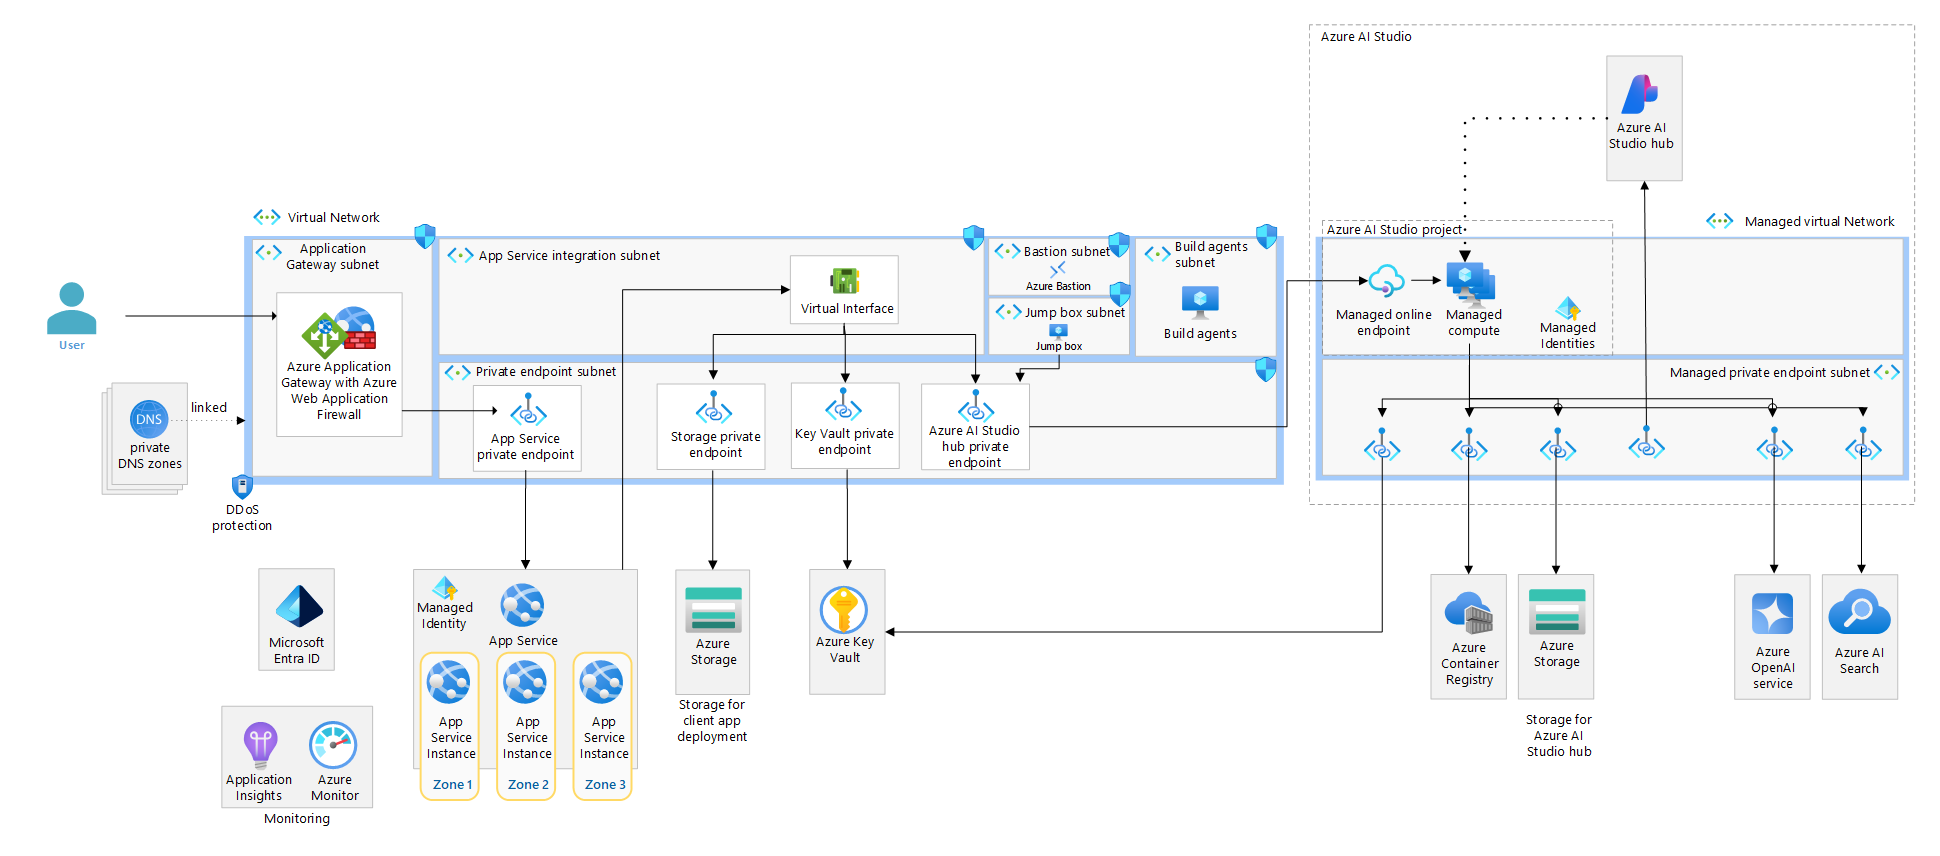 Azure AI Studio
Azure AI
Studio hub
Virtual Network
Managed virtual Network
Application
Gateway subnet
App Service integration subnet
Bastion subnet
Azure Bastion
Build agents
subnet
Build agents
Jump box subnet
Jump box
Virtual Interface
Azure AI Studio project
Managed online
endpoint
Managed
compute
Managed
Identities
User
Azure Application
Gateway with Azure
Web Application
Firewall
Private endpoint subnet
Managed private endpoint subnet
DNS
private
DNS zones
linked
App Service
private endpoint
Storage private
endpoint
Key Vault private
endpoint
Azure AI Studio
hub private
endpoint
DDoS
protection
Microsoft
Entra ID
Managed
Identity
App Service
App
Service
Instance
Zone 1
App
Service
Instance
Zone 2
App
Service
Instance
Zone 3
Azure
Storage
Storage for
client app
deployment
Azure Key
Vault
Azure
Container
Registry
Azure
Storage
Storage for
Azure AI
Studio hub
Azure
OpenAI
service
Azure AI
Search
Application
Insights
Azure
Monitor
Monitoring